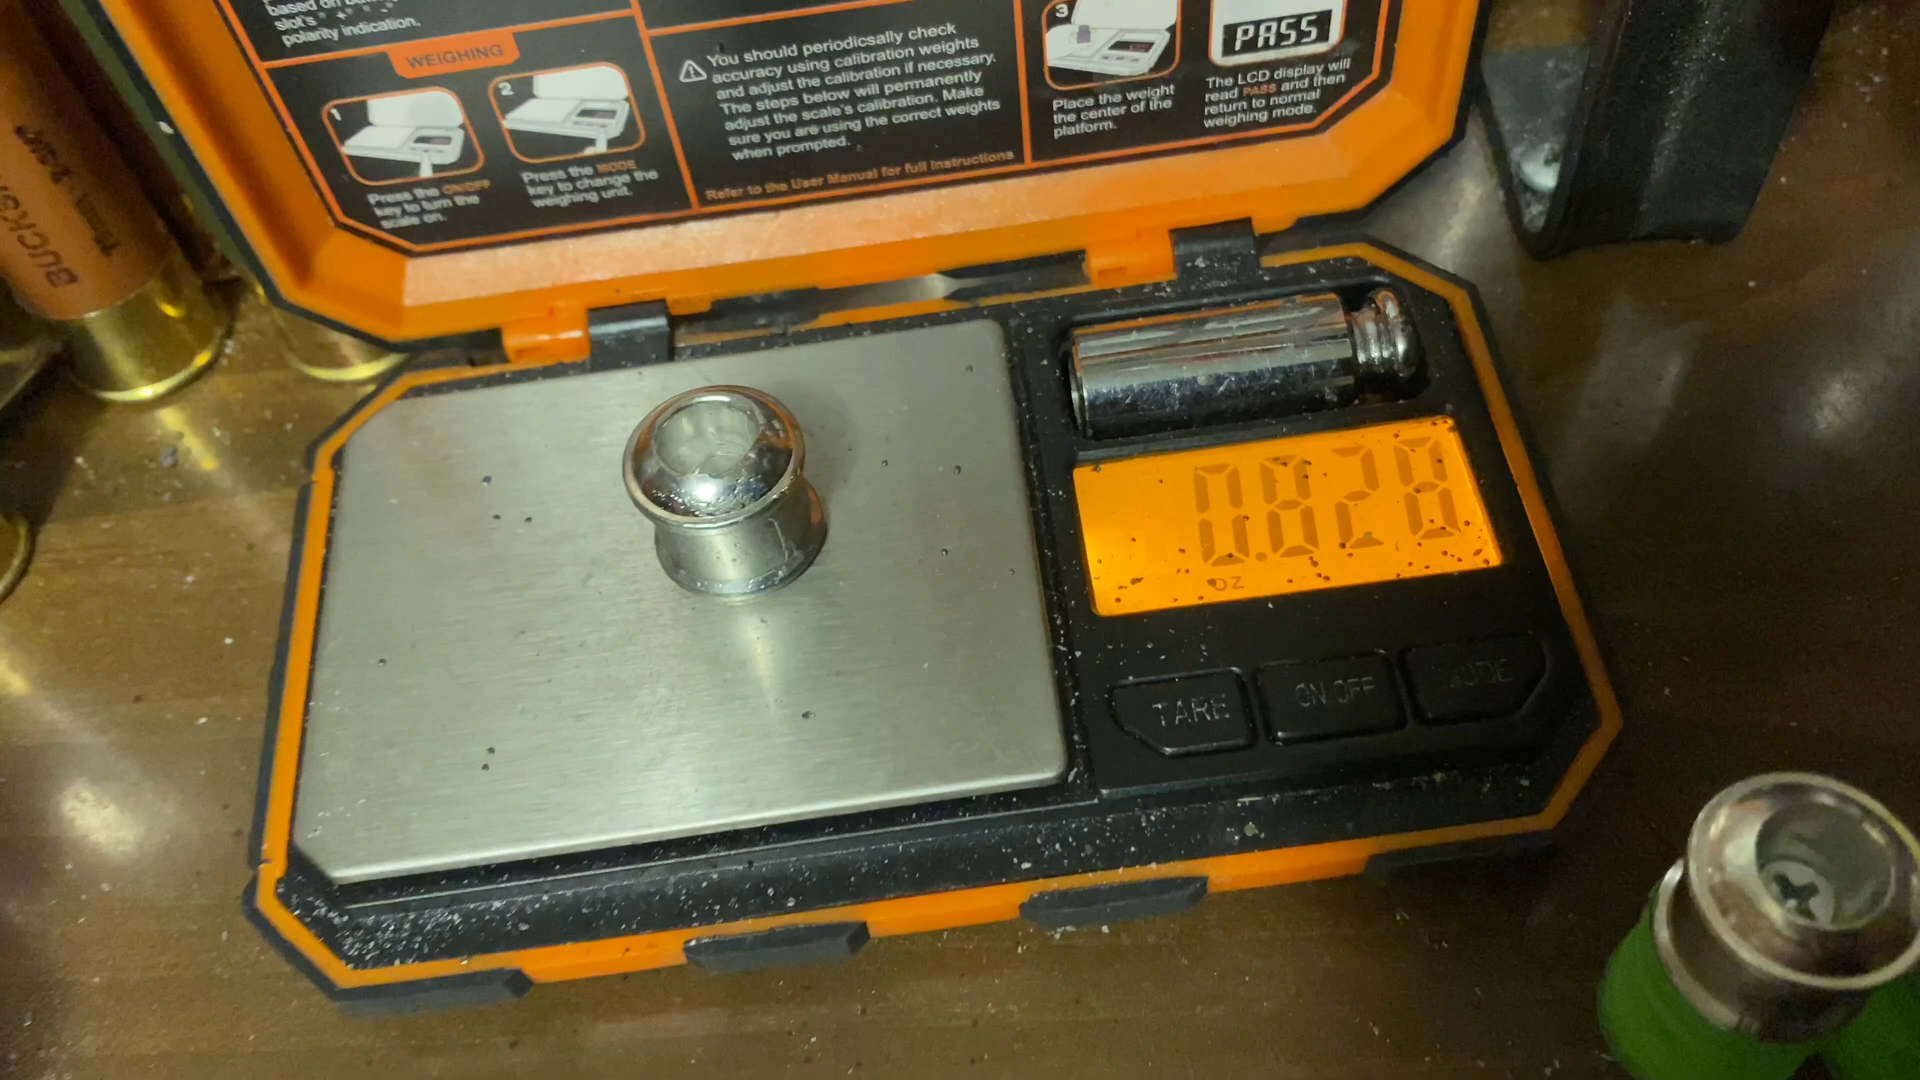 based on
slot's "+" "-"
polarity indication.
WEIGHING
1
Press the ON/OFF
key to turn the
scale on.
2
Press the MODE
key to change the
weighing unit.
You should periodicsally check
accuracy using calibration weights
and adjust the calibration if necessary.
The steps below will permanently
adjust the scale's calibration. Make
sure you are using the correct weights
when prompted.
Refer to the User Manual for full Instructions
3
Place the weight
the center of the
platform.
PASS
The LCD display will
read PASS and then
return to normal
weighing mode.
0.828
OZ
TARE
ON OFF
MODE